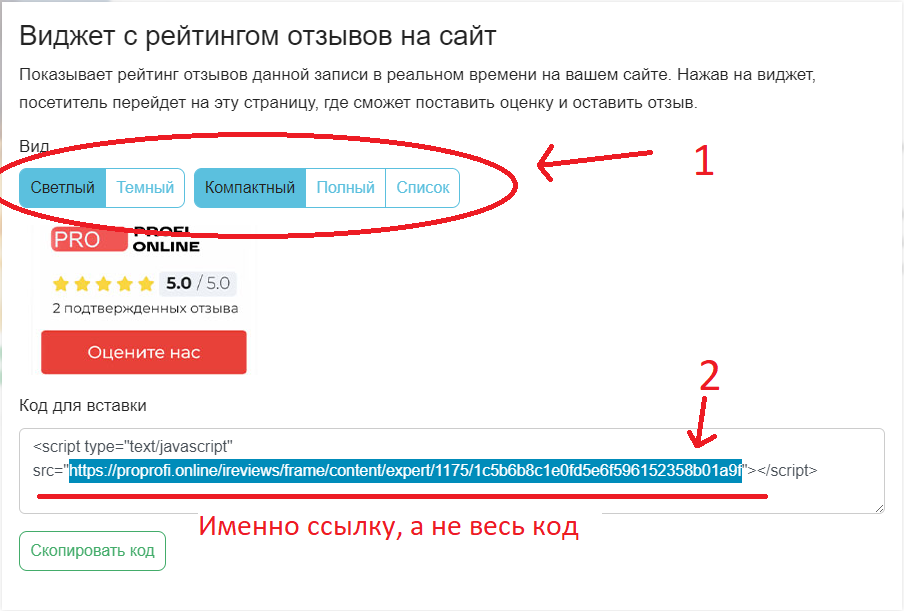 Виджет с рейтингом отзывов на сайт
Показывает рейтинг отзывов данной записи в реальном времени на вашем сайте. Нажав на виджет,
посетитель перейдет на эту страницу, где сможет поставить оценку и оставить отзыв.
Вид
1
Светлый Темный Компактный Полный Список
PRO PROFI
ONLINE
5.0 / 5.0
2 подтвержденных отзыва
Оцените нас
2
Код для вставки
<script type="text/javascript"
src="https://proprofi.online/ireviews/frame/content/expert/1175/1c5b6b8c1e0fd5e6f596152358b01a9f"></script>
Именно ссылку, а не весь код
Скопировать код